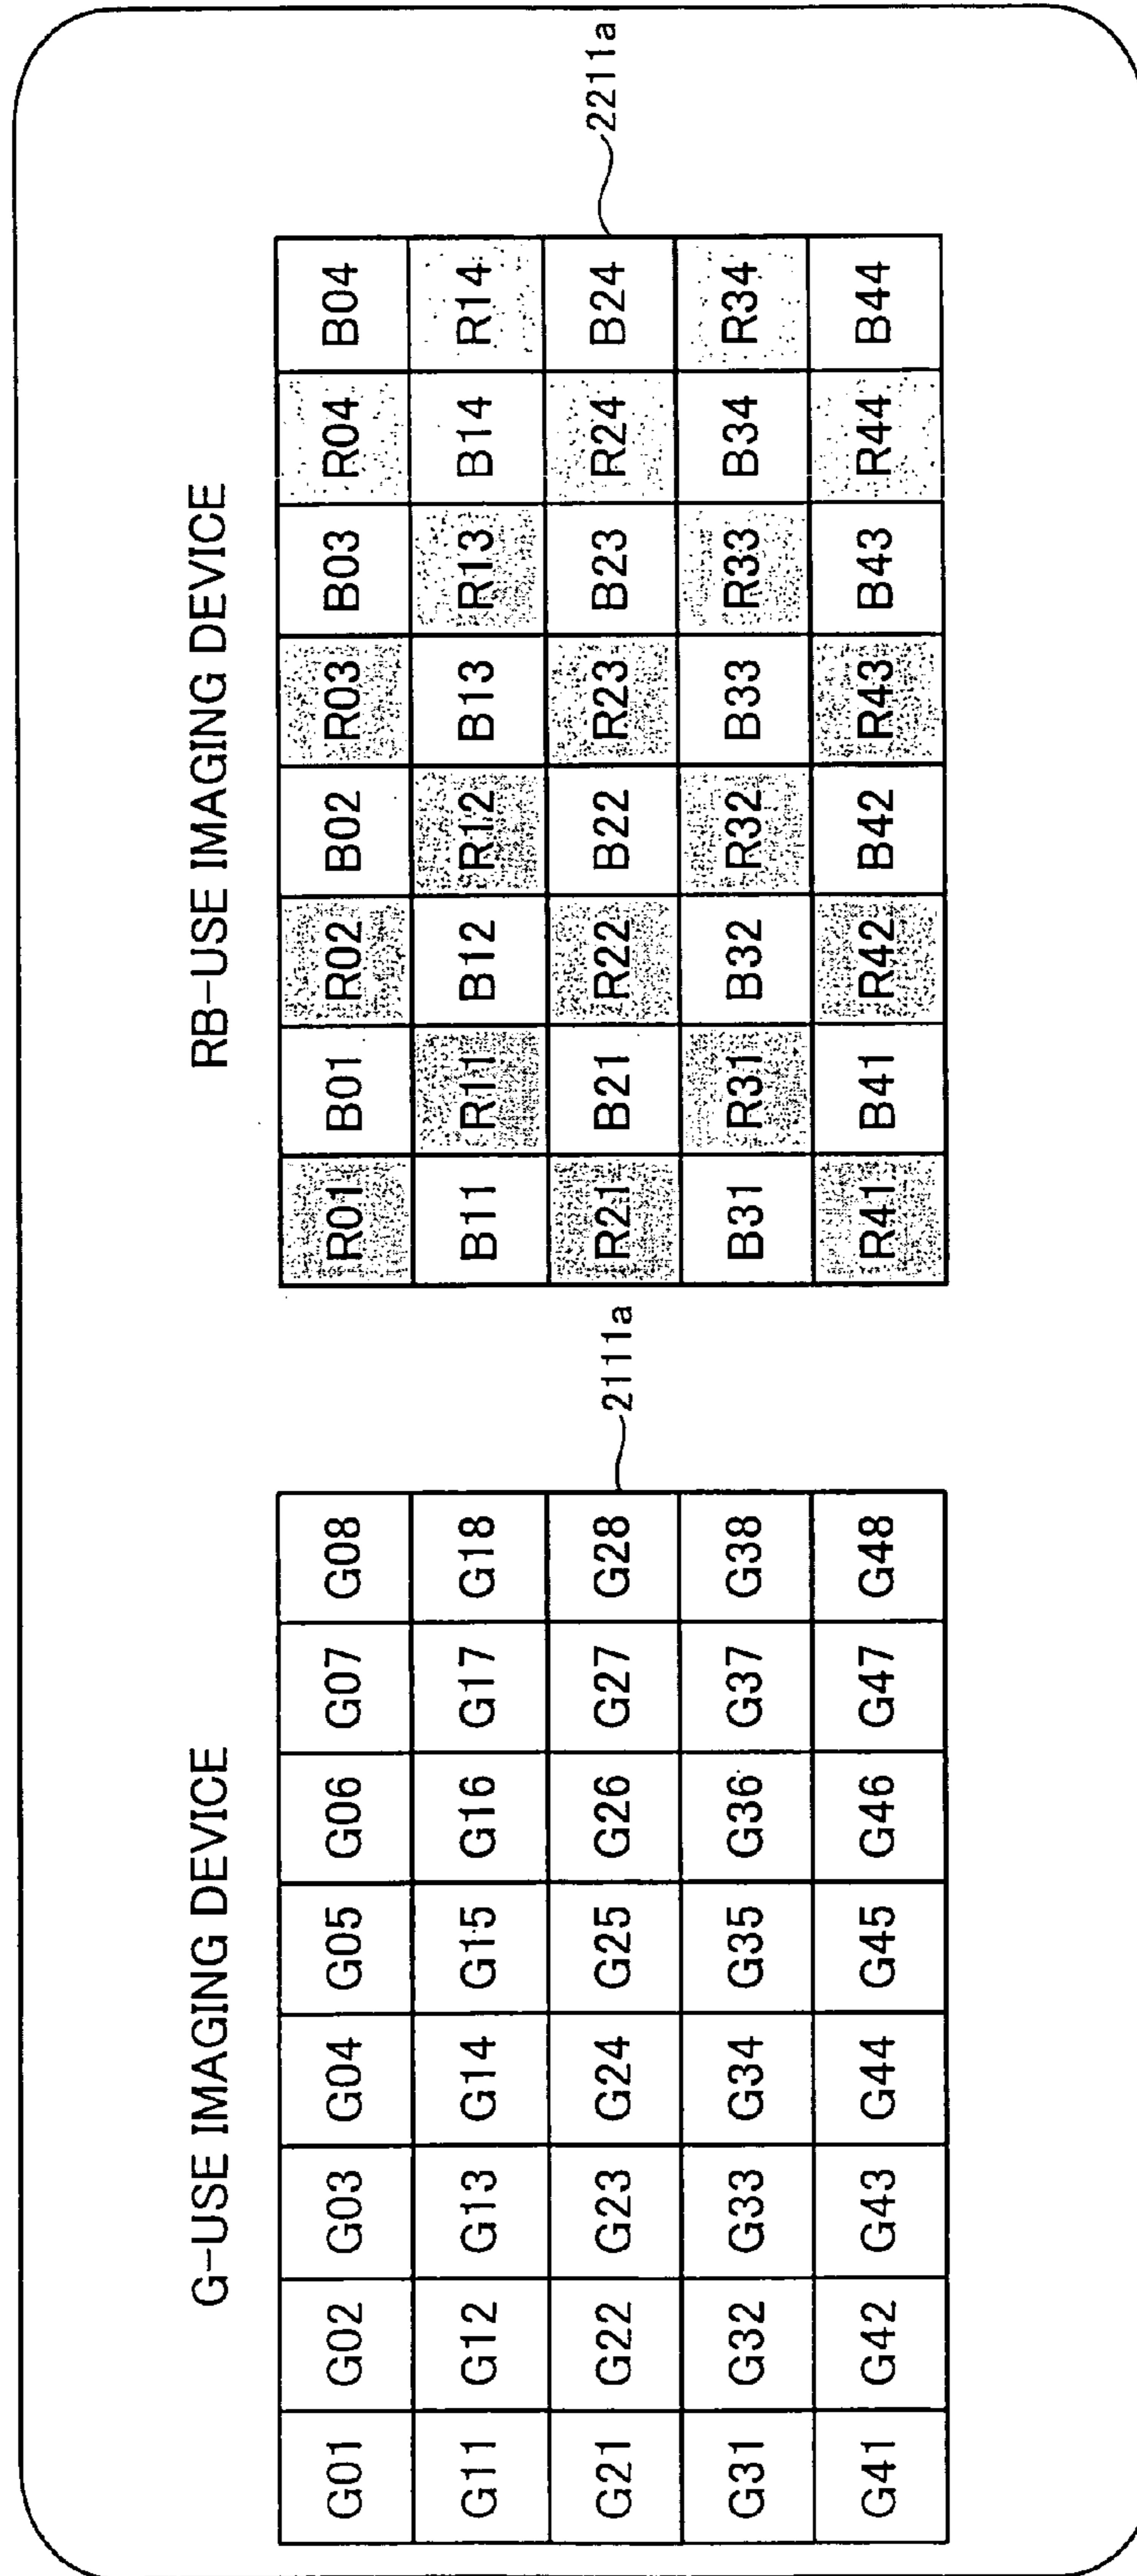 G-USE IMAGING DEVICE
G01 G02 G03 G04 G05 G06 G07 G08
G11 G12 G13 G14 G15 G16 G17 G18
G21 G22 G23 G24 G25 G26 G27 G28
G31 G32 G33 G34 G35 G36 G37 G38
G41 G42 G43 G44 G45 G46 G47 G48
2111a
RB-USE IMAGING DEVICE
R01 B01 R02 B02 R03 B03 R04 B04
B11 R11 B12 R12 B13 R13 B14 R14
R21 B21 R22 B22 R23 B23 R24 B24
B31 R31 B32 R32 B33 R33 B34 R34
R41 B41 R42 B42 R43 B43 R44 B44
2211a